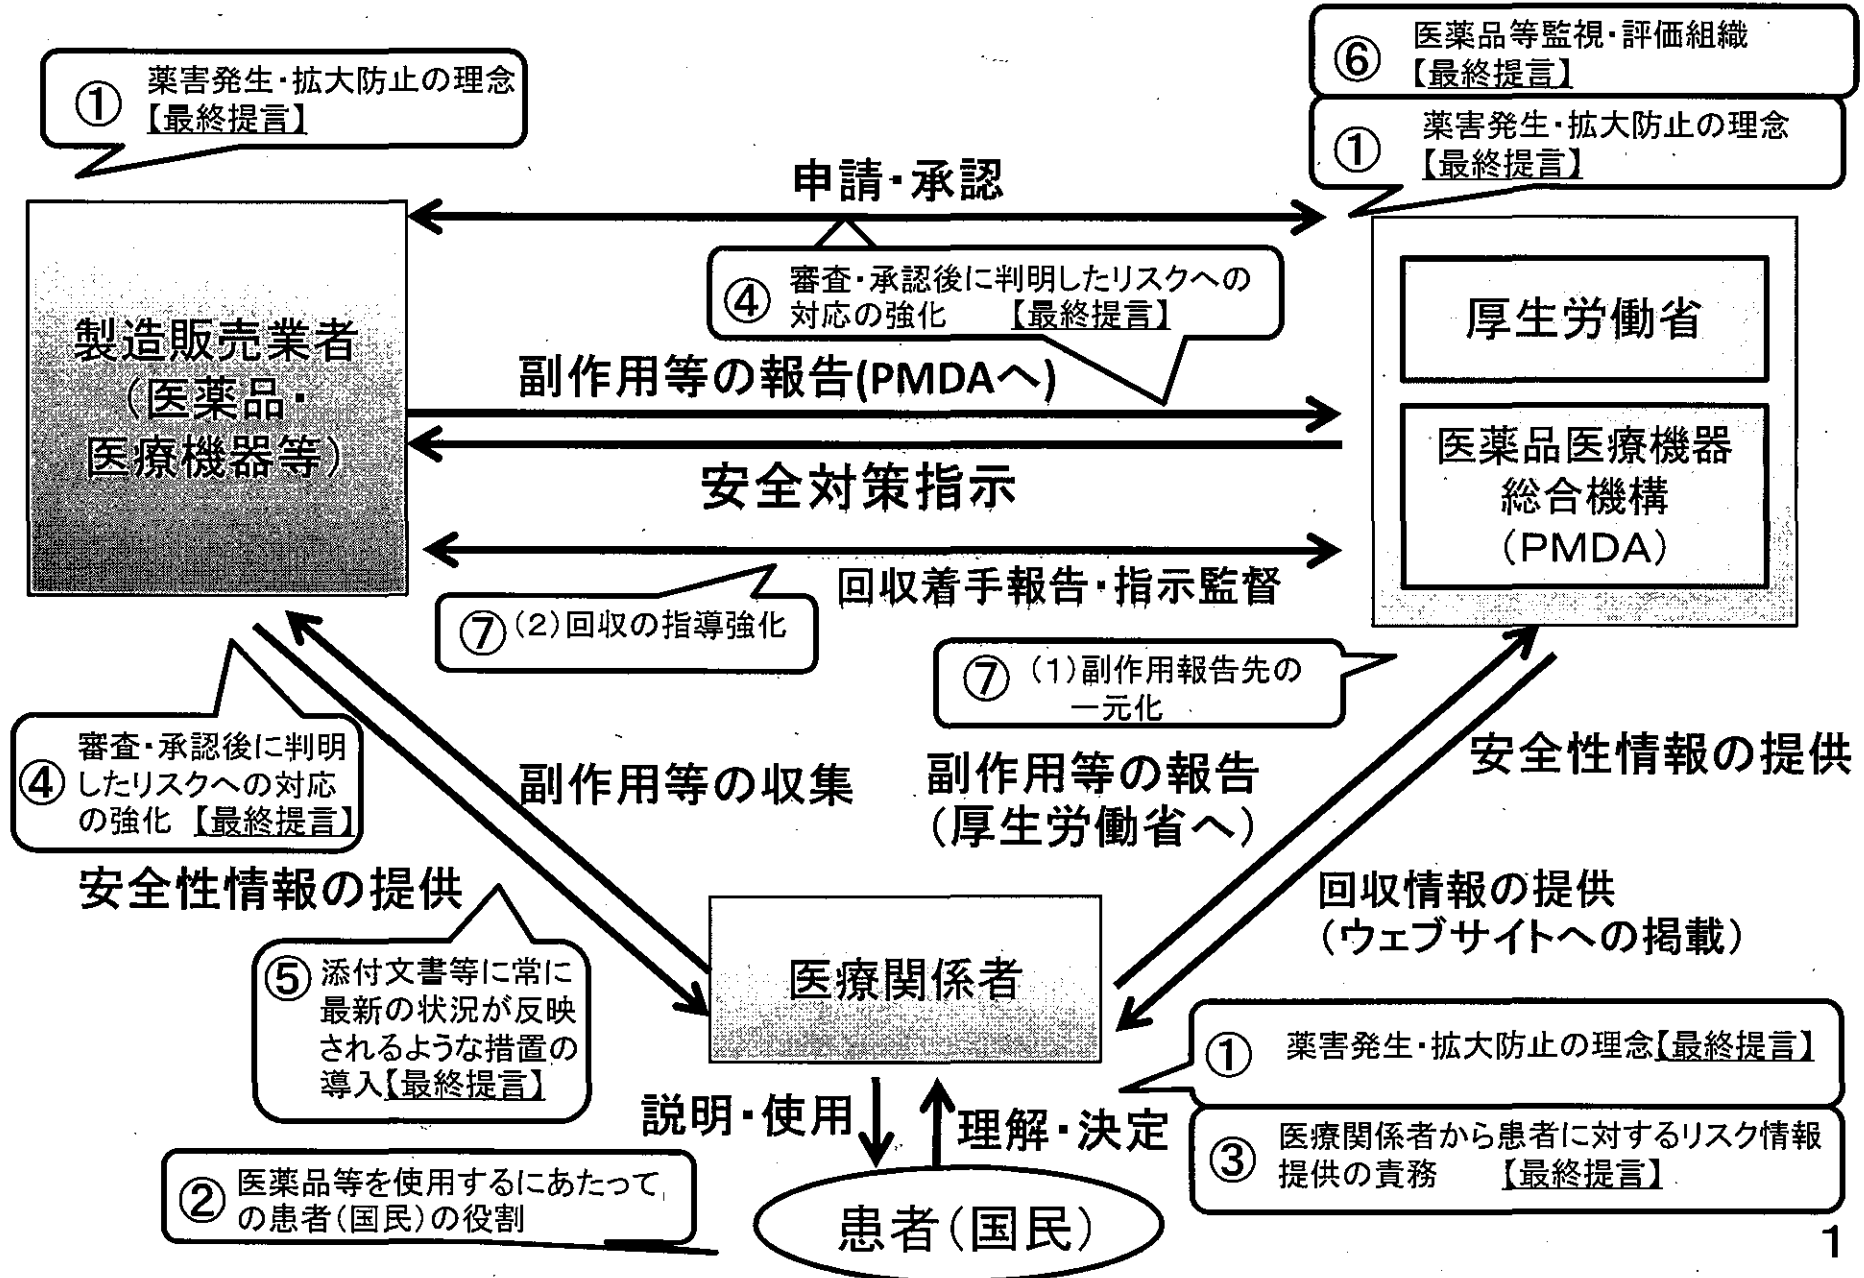 ⑥ 医薬品等監視・評価組織
【最終提言】
① 薬害発生・拡大防止の理念
【最終提言】
① 薬害発生・拡大防止の理念
【最終提言】
申請・承認
④ 審査・承認後に判明したリスクへの
対応の強化 【最終提言】
製造販売業者
(医薬品・
医療機器等)
厚生労働省
医薬品医療機器
総合機構
(PMDA)
副作用等の報告(PMDAへ)
安全対策指示
回収着手報告・指示監督
⑦ (2)回収の指導強化
⑦ (1)副作用報告先の
一元化
④ 審査・承認後に判明
したリスクへの対応
の強化 【最終提言】
副作用等の収集
安全性情報の提供
副作用等の報告
(厚生労働省へ)
安全性情報の提供
回収情報の提供
(ウェブサイトへの掲載)
⑤ 添付文書等に常に
最新の状況が反映
されるような措置の
導入【最終提言】
医療関係者
① 薬害発生・拡大防止の理念【最終提言】
③ 医療関係者から患者に対するリスク情報
提供の責務 【最終提言】
説明・使用
理解・決定
② 医薬品等を使用するにあたって
の患者(国民)の役割
患者(国民)
1